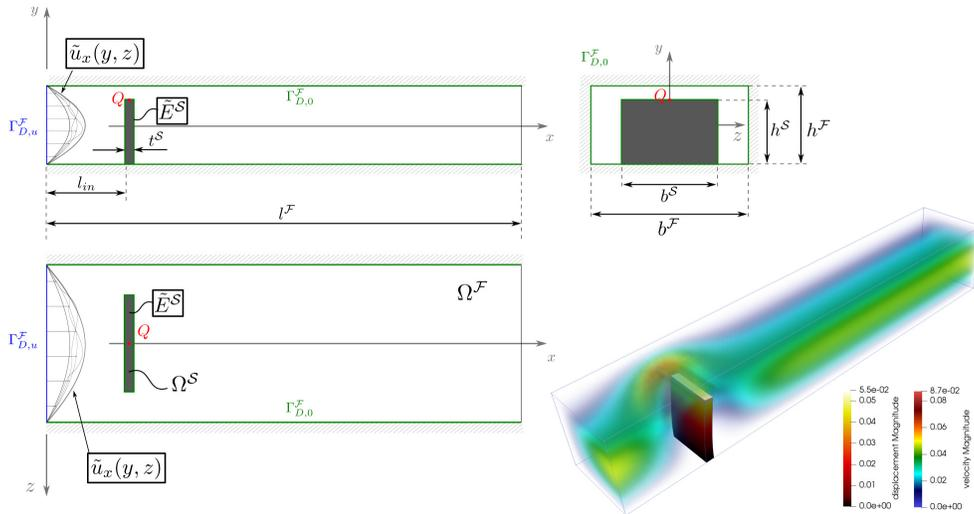 y
ũ_x(y, z)
Γ^F_{D,0}
Q
Ẽ^S
Γ^F_{D,u}
t^S
x
l_{in}
l^F
Γ^F_{D,0}
y
Q
z
h^S
h^F
b^S
b^F
Ẽ^S
Ω^F
Q
Γ^F_{D,u}
x
Ω^S
Γ^F_{D,0}
ũ_x(y, z)
z
5.5e-02
0.05
0.04
0.03
0.02
0.01
0.0e+00
displacement Magnitude
8.7e-02
0.08
0.06
0.04
0.02
0.0e+00
velocity Magnitude